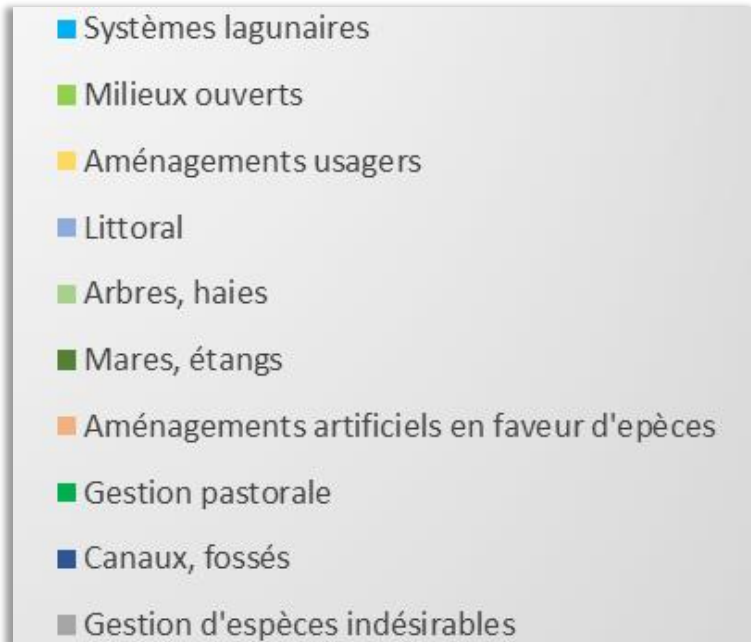 Systèmes lagunaires
Milieux ouverts
Aménagements usagers
Littoral
Arbres, haies
Mares, étangs
Aménagements artificiels en faveur d'epèces
Gestion pastorale
Canaux, fossés
Gestion d'espèces indésirables